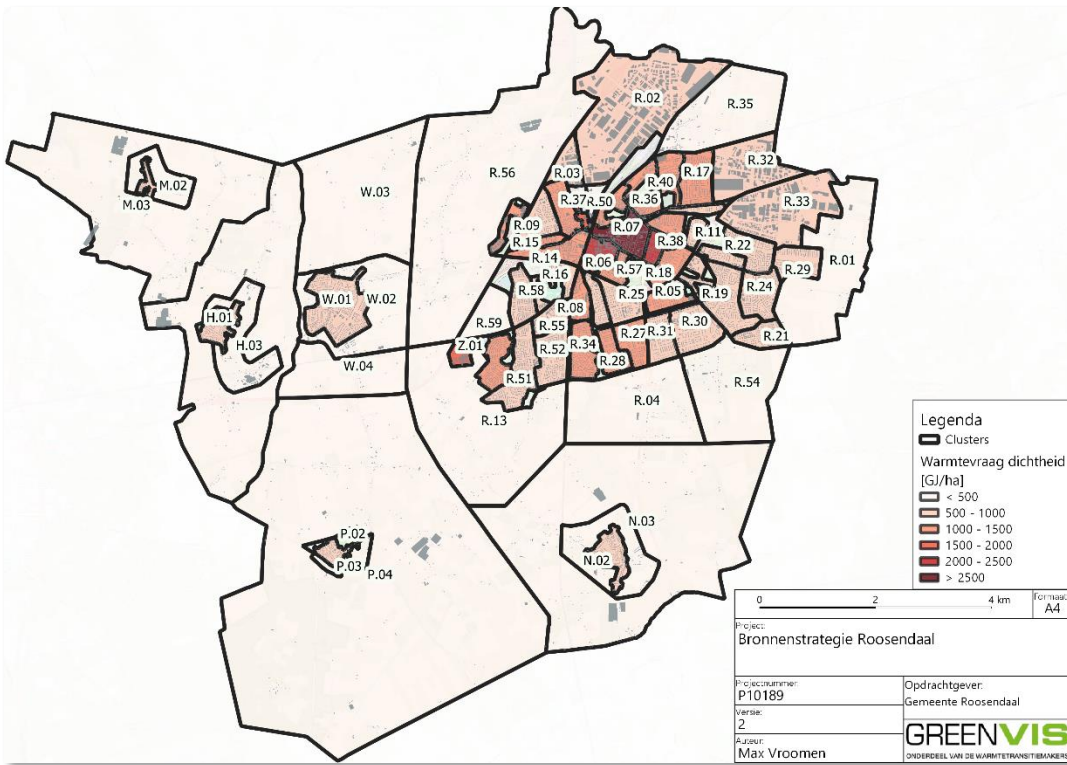 R.02
R.35
M.02
M.03
W.03
R.56
R.03
R.40
R.17
R.32
R.37
R.50
R.36
R.33
R.09
R.07
R.11
R.15
R.38
R.22
R.14
R.06
R.01
R.16
R.57
R.18
R.29
R.58
R.25
R.05
R.19
R.24
W.01
W.02
H.01
R.08
R.59
R.55
R.27
R.31
R.30
R.21
H.03
Z.01
R.52
R.34
W.04
R.28
R.51
R.54
R.04
R.13
N.03
P.02
N.02
P.03
P.04
Legenda
Clusters
Warmtevraag dichtheid
[GJ/ha]
< 500
500 - 1000
1000 - 1500
1500 - 2000
2000 - 2500
> 2500
0 2 4 km
Formaat:
A4
Project:
Bronnenstrategie Roosendaal
Projectnummer:
P10189
Opdrachtgever:
Gemeente Roosendaal
Versie:
2
Auteur:
Max Vroomen
GREENVIS
ONDERDEEL VAN DE WARMTETRANSITIEMAKERS